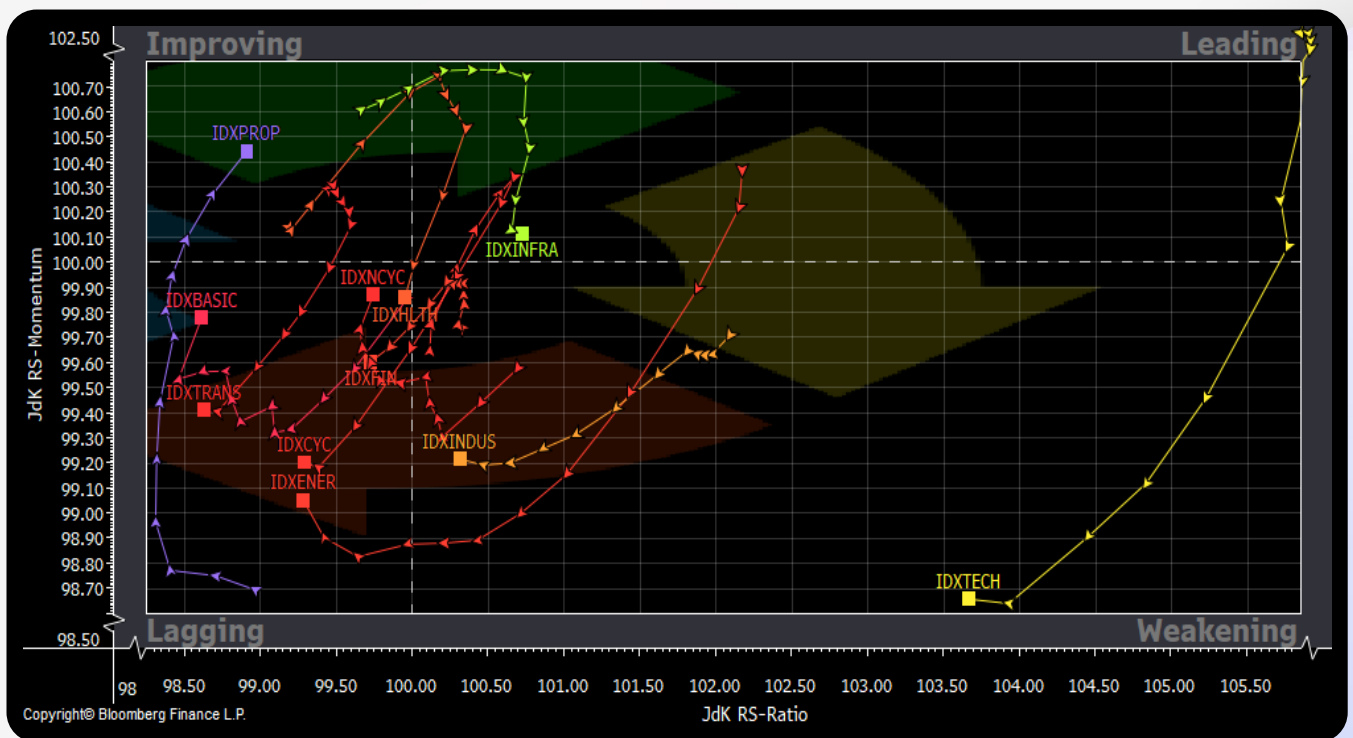 102.50
Improving
Leading
100.70
100.60
100.50
100.40
100.30
100.20
100.10
100.00
99.90
99.80
99.70
99.60
99.50
99.40
99.30
99.20
99.10
99.00
98.90
98.80
98.70
98.50
JdK RS-Momentum
IDXPROP
IDXINFRA
IDXNCYC
IDXBASIC
IDXHLTH
IDXFIN
IDXTRANS
IDXCYC
IDXINDUS
IDXENER
IDXTECH
Lagging
Weakening
98
98.50
99.00
99.50
100.00
100.50
101.00
101.50
102.00
102.50
103.00
103.50
104.00
104.50
105.00
105.50
Copyright© Bloomberg Finance L.P.
JdK RS-Ratio